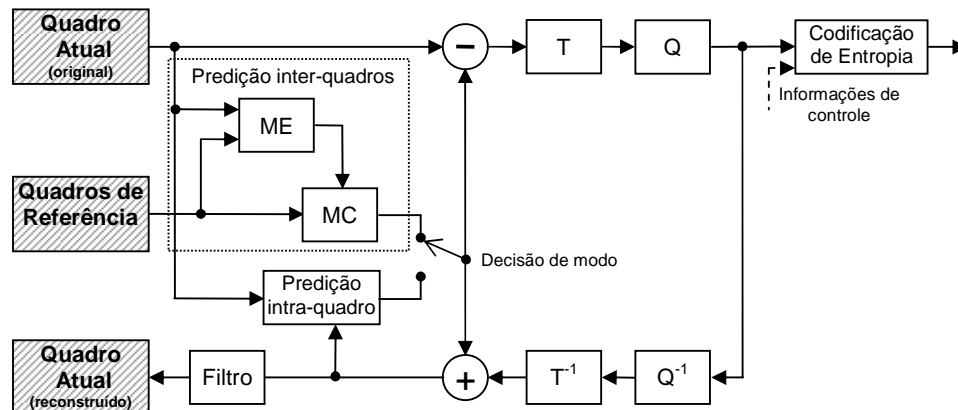 Quadro
Atual
(original)
T
Q
Codificação
de Entropia
Predição inter-quadros
Informações de
controle
ME
Quadros de
Referência
MC
Decisão de modo
Predição
intra-quadro
Quadro
Atual
(reconstruído)
Filtro
+
T-1
Q-1